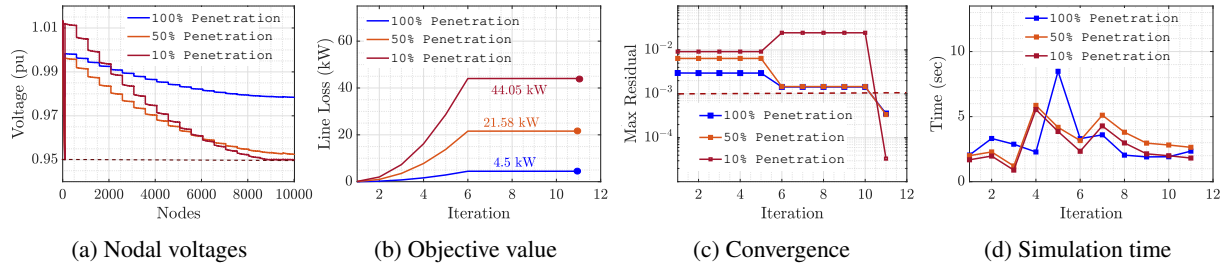 1.01
0.99
0.97
0.95
Voltage (pu)
100% Penetration
50% Penetration
10% Penetration
0
2000
4000
6000
8000
10000
Nodes
(a) Nodal voltages
60
40
20
0
Line Loss (kW)
100% Penetration
50% Penetration
10% Penetration
44.05 kW
21.58 kW
4.5 kW
0
2
4
6
8
10
12
Iteration
(b) Objective value
10⁻²
10⁻³
10⁻⁴
Max Residual
100% Penetration
50% Penetration
10% Penetration
2
4
6
8
10
12
Iteration
(c) Convergence
10
5
0
Time (sec)
100% Penetration
50% Penetration
10% Penetration
2
4
6
8
10
12
Iteration
(d) Simulation time